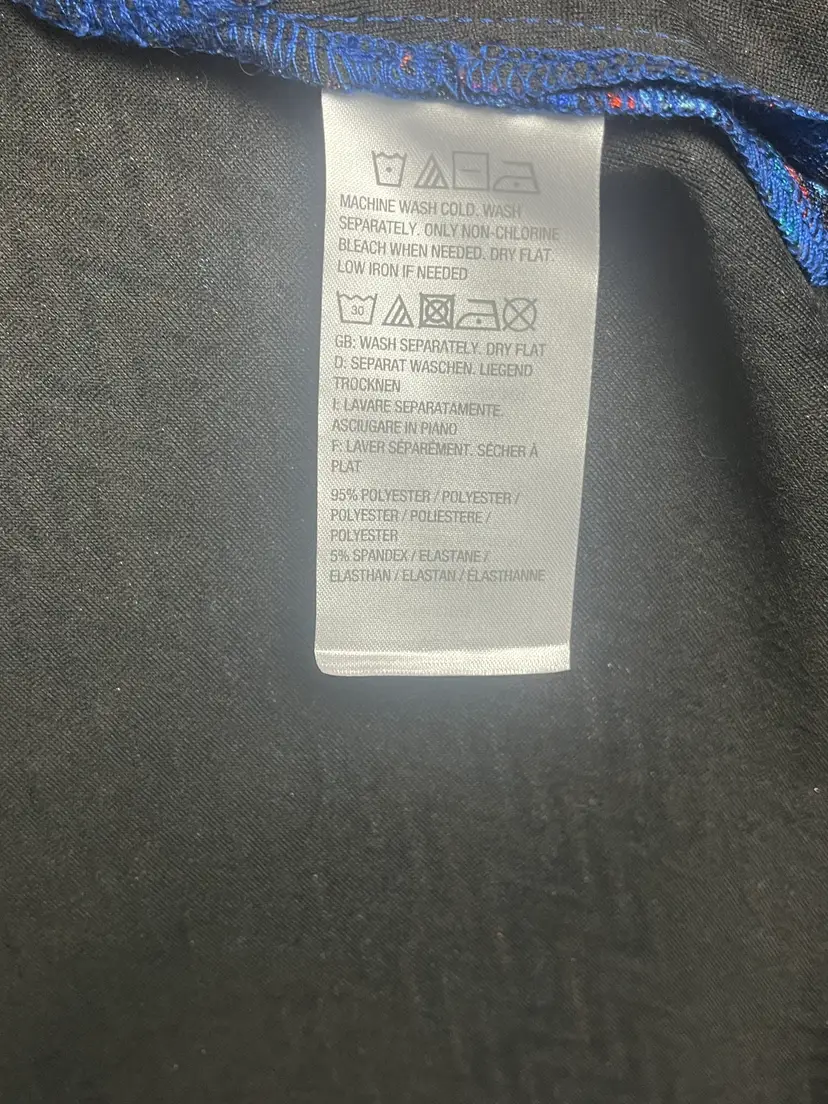 MACHINE WASH COLD. WASH
SEPARATELY. ONLY NON-CHLORINE
BLEACH WHEN NEEDED. DRY FLAT.
LOW IRON IF NEEDED
30
GB: WASH SEPARATELY. DRY FLAT
D: SEPARAT WASCHEN. LIEGEND
TROCKNEN
I: LAVARE SEPARATAMENTE.
ASCIUGARE IN PIANO
F: LAVER SÉPARÉMENT. SÉCHER À
PLAT
95% POLYESTER / POLYESTER /
POLYESTER / POLIESTERE /
POLYESTER
5% SPANDEX / ELASTANE /
ELASTHAN / ELASTAN / ÉLASTHANNE